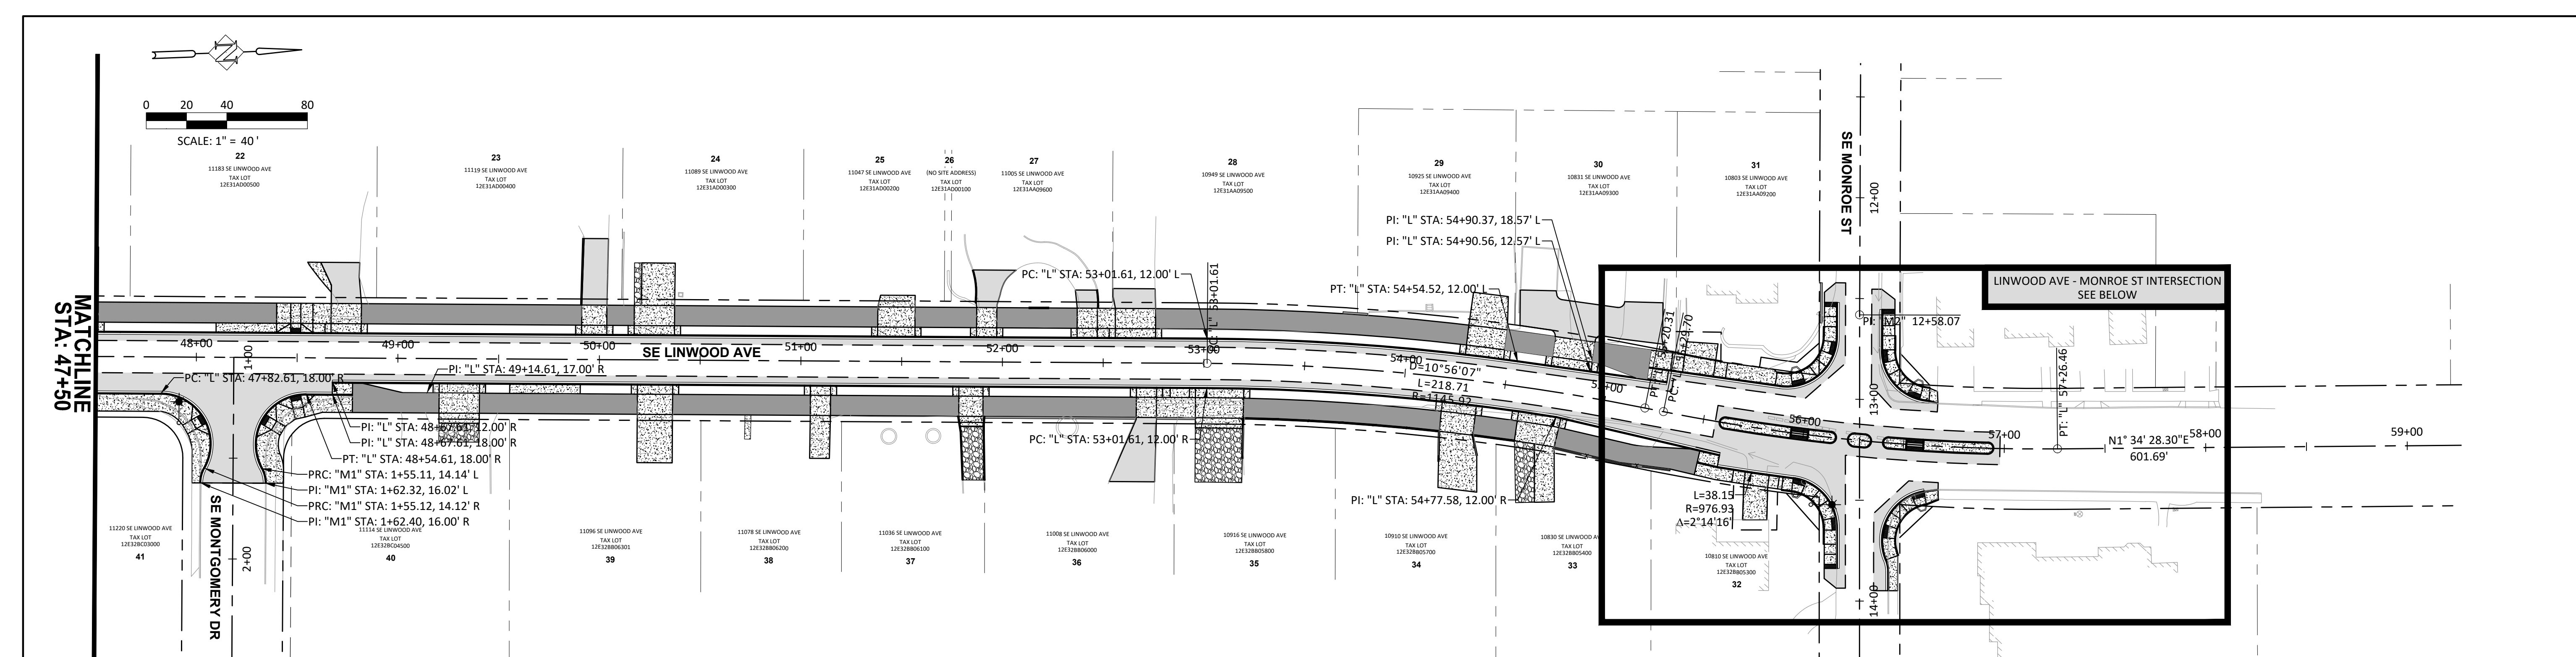 0 20 40 80
SCALE: 1" = 40 '
MATCHLINE
STA: 47+50
22
11183 SE LINWOOD AVE
TAX LOT
12E31AD00500
23
11119 SE LINWOOD AVE
TAX LOT
12E31AD00400
24
11089 SE LINWOOD AVE
TAX LOT
12E31AD00300
25
11047 SE LINWOOD AVE
TAX LOT
12E31AD00200
26
(NO SITE ADDRESS)
TAX LOT
12E31AD00100
27
11005 SE LINWOOD AVE
TAX LOT
12E31AA09600
28
10949 SE LINWOOD AVE
TAX LOT
12E31AA09500
29
10925 SE LINWOOD AVE
TAX LOT
12E31AA09400
30
10831 SE LINWOOD AVE
TAX LOT
12E31AA09300
31
10803 SE LINWOOD AVE
TAX LOT
12E31AA09200
SE MONROE ST
12+00
PI: "L" STA: 54+90.37, 18.57' L
PI: "L" STA: 54+90.56, 12.57' L
PC: "L" STA: 53+01.61, 12.00' L
PC: "L" 53+01.61
PT: "L" STA: 54+54.52, 12.00' L
LINWOOD AVE - MONROE ST INTERSECTION
SEE BELOW
PI: "M2" 12+58.07
48+00
49+00
50+00
SE LINWOOD AVE
51+00
52+00
53+00
54+00
55+00
56+00
57+00
58+00
59+00
D=10°56'07"
L=218.71
R=1145.92
PT: "L" 55+20.31
PC: "L" 55+29.70
13+00
PT: "L" 57+26.46
N1° 34' 28.30"E
601.69'
1+00
PC: "L" STA: 47+82.61, 18.00' R
PI: "L" STA: 49+14.61, 17.00' R
PI: "L" STA: 48+67.61, 12.00' R
PI: "L" STA: 48+67.61, 18.00' R
PT: "L" STA: 48+54.61, 18.00' R
PRC: "M1" STA: 1+55.11, 14.14' L
PI: "M1" STA: 1+62.32, 16.02' L
PRC: "M1" STA: 1+55.12, 14.12' R
PI: "M1" STA: 1+62.40, 16.00' R
PC: "L" STA: 53+01.61, 12.00' R
PI: "L" STA: 54+77.58, 12.00' R
L=38.15
R=976.93
Δ=2°14'16"
SE MONTGOMERY DR
2+00
14+00
11220 SE LINWOOD AVE
TAX LOT
12E32BC03000
41
11114 SE LINWOOD AVE
TAX LOT
12E32BC04500
40
11096 SE LINWOOD AVE
TAX LOT
12E32BB06301
39
11078 SE LINWOOD AVE
TAX LOT
12E32BB06200
38
11036 SE LINWOOD AVE
TAX LOT
12E32BB06100
37
11008 SE LINWOOD AVE
TAX LOT
12E32BB06000
36
10916 SE LINWOOD AVE
TAX LOT
12E32BB05800
35
10910 SE LINWOOD AVE
TAX LOT
12E32BB05700
34
10830 SE LINWOOD AV
TAX LOT
12E32BB05400
33
10810 SE LINWOOD AVE
TAX LOT
12E32BB05300
32